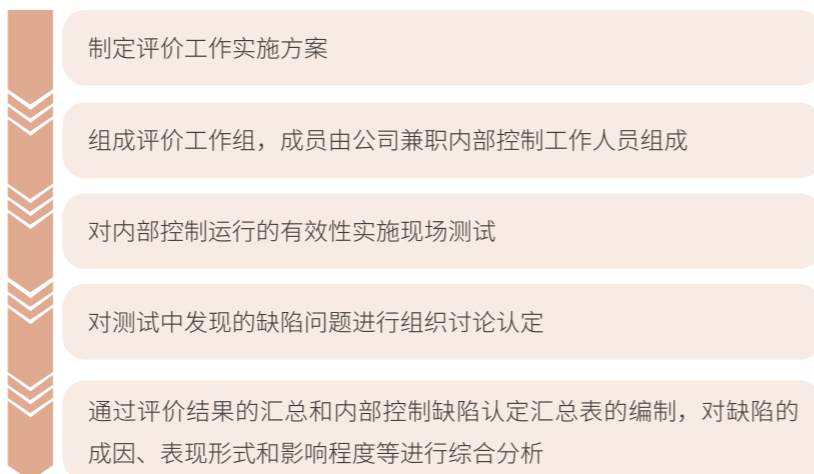 制定评价工作实施方案
组成评价工作组，成员由公司兼职内部控制工作人员组成
对内部控制运行的有效性实施现场测试
对测试中发现的缺陷问题进行组织讨论认定
通过评价结果的汇总和内部控制缺陷认定汇总表的编制，对缺陷的
成因、表现形式和影响程度等进行综合分析